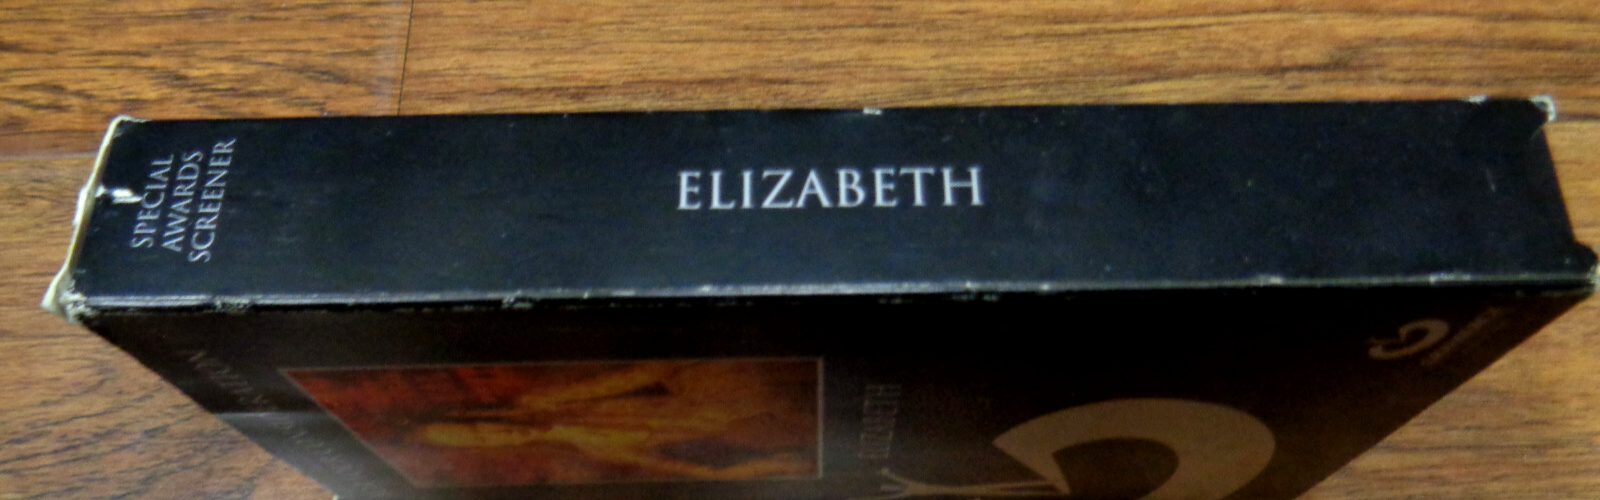 SPECIAL
AWARDS
SCREENER
ELIZABETH
ELIZABETH